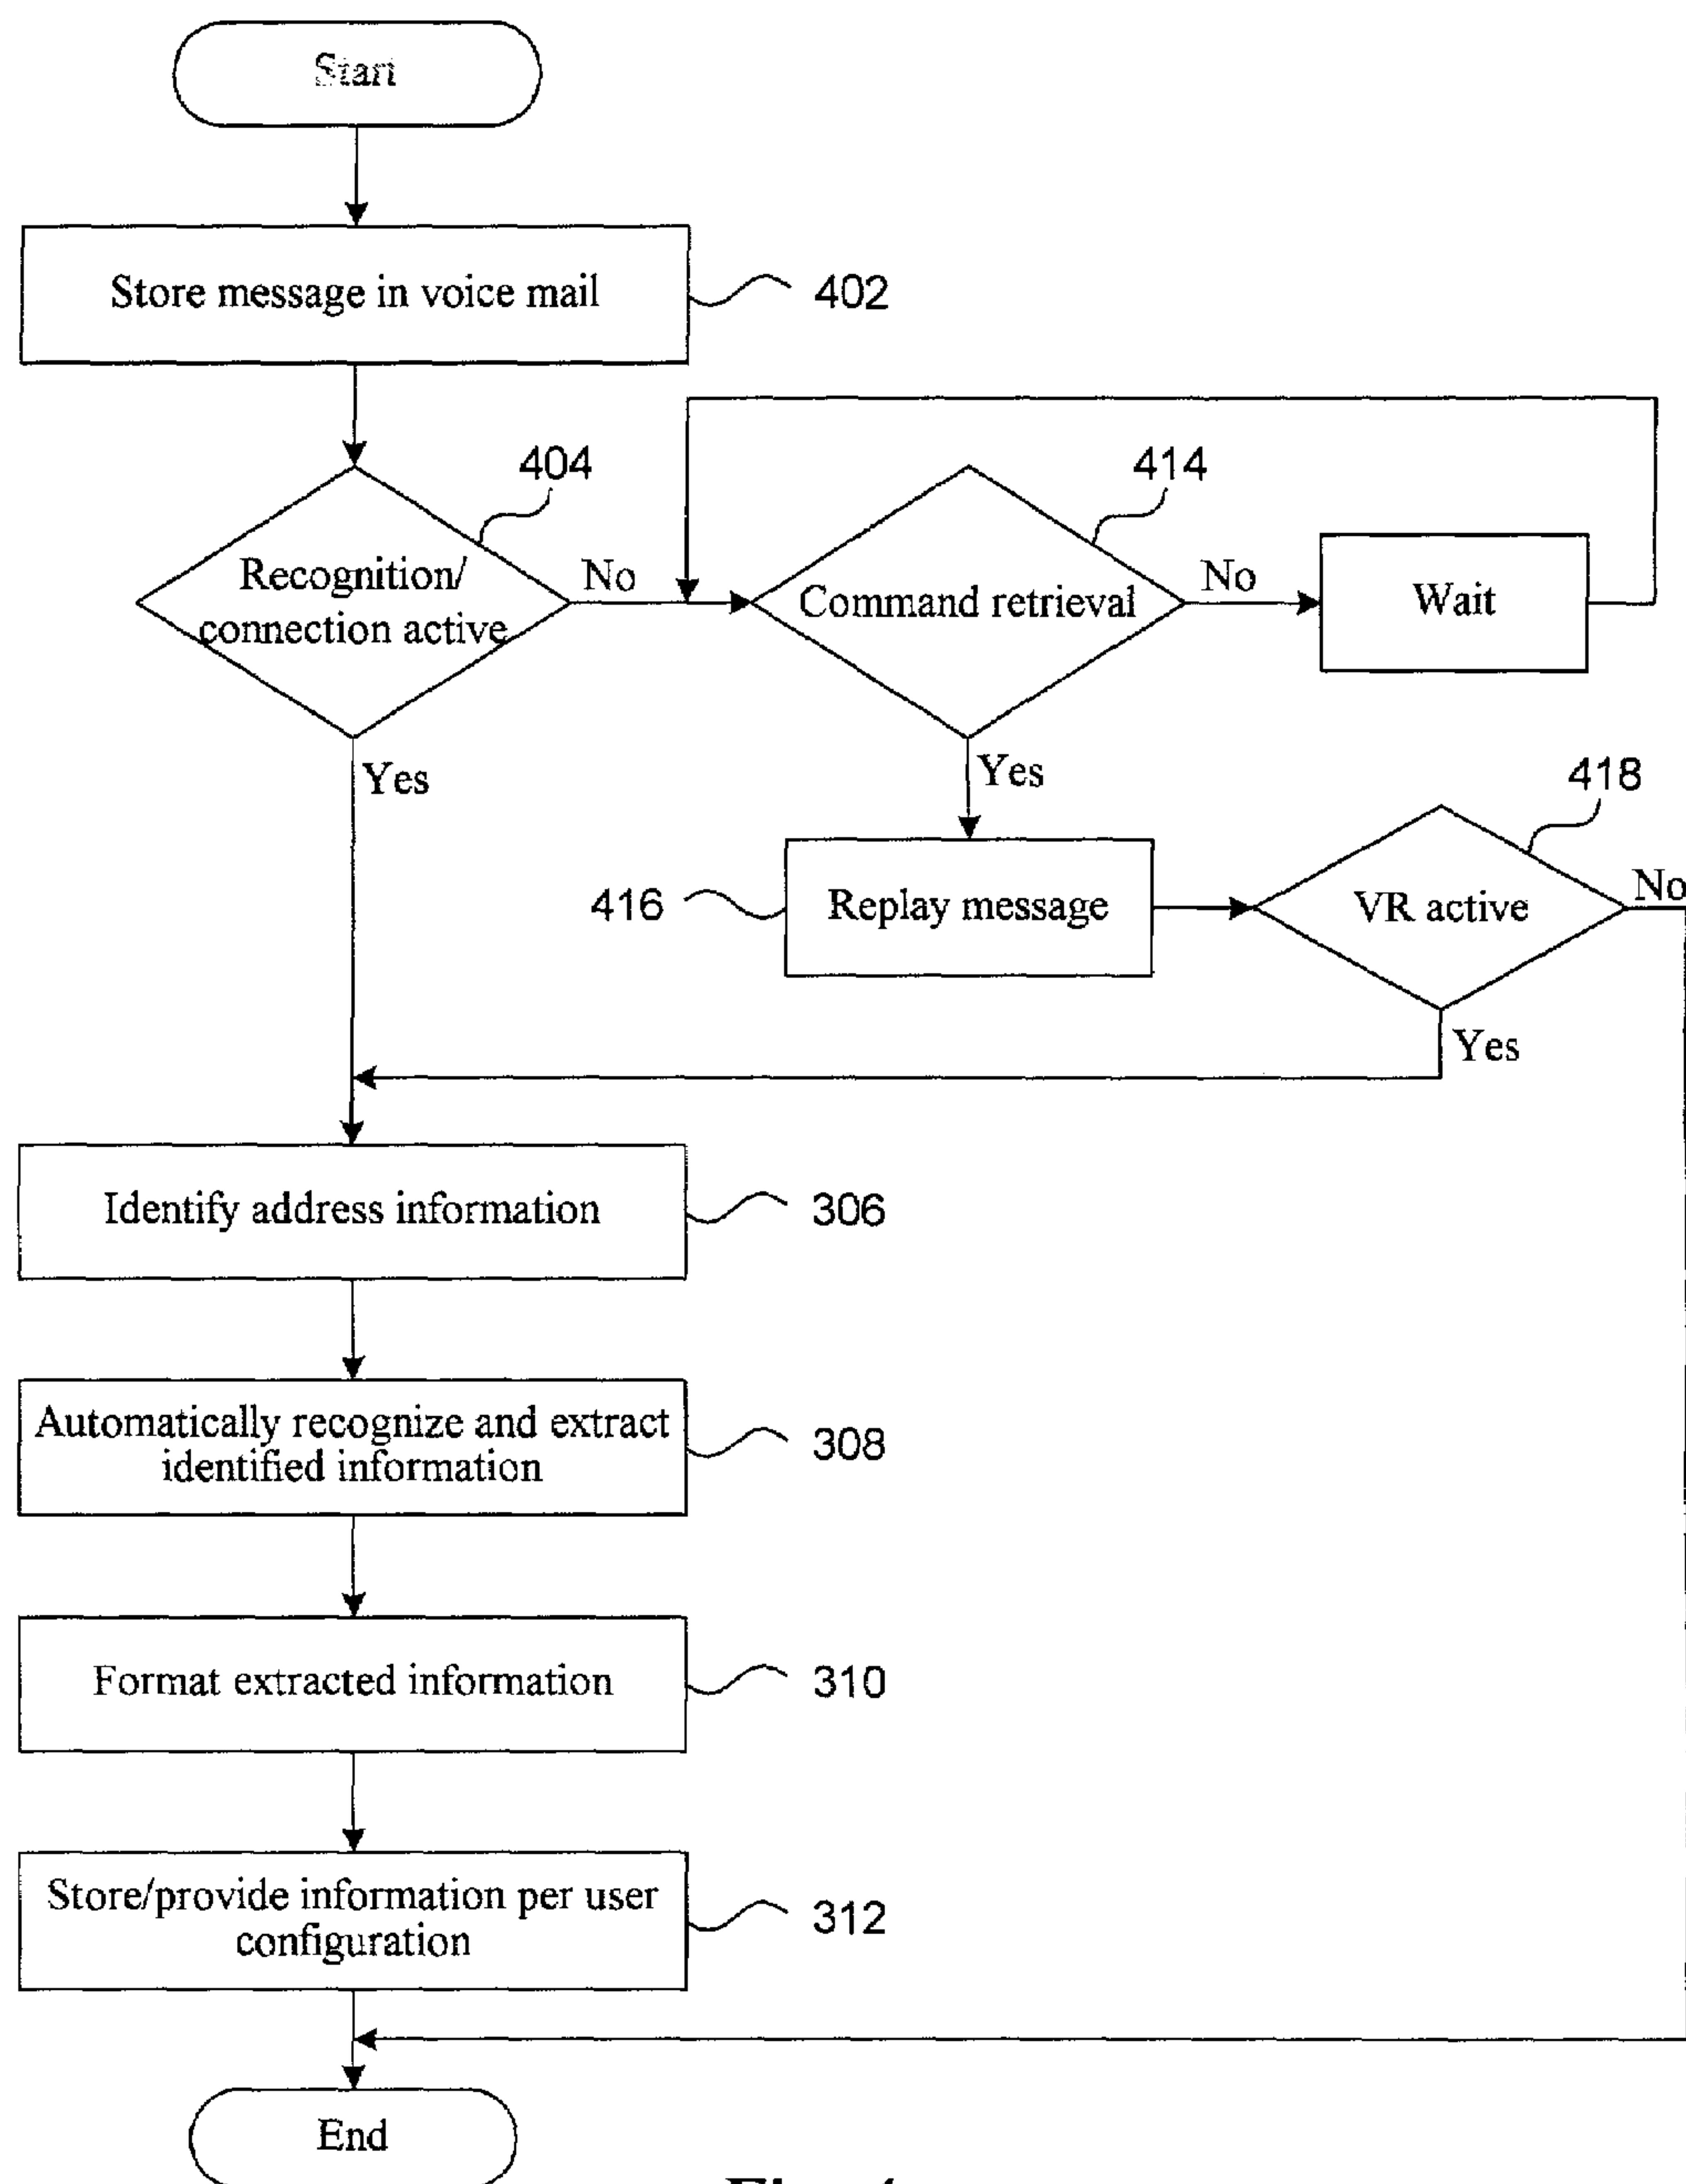 Start
Store message in voice mail
402
404
Recognition/
connection active
No
414
Command retrieval
No
Wait
Yes
Yes
418
416
Replay message
VR active
No
Yes
Identify address information
306
Automatically recognize and extract
identified information
308
Format extracted information
310
Store/provide information per user
configuration
312
End